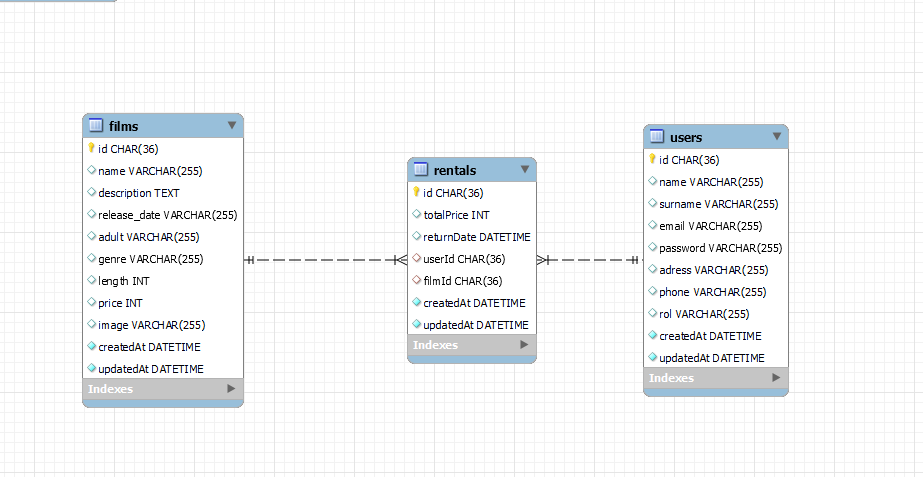 films
id CHAR(36)
name VARCHAR(255)
description TEXT
release_date VARCHAR(255)
adult VARCHAR(255)
genre VARCHAR(255)
length INT
price INT
image VARCHAR(255)
createdAt DATETIME
updatedAt DATETIME
Indexes
rentals
id CHAR(36)
totalPrice INT
returnDate DATETIME
userId CHAR(36)
filmId CHAR(36)
createdAt DATETIME
updatedAt DATETIME
Indexes
users
id CHAR(36)
name VARCHAR(255)
surname VARCHAR(255)
email VARCHAR(255)
password VARCHAR(255)
adress VARCHAR(255)
phone VARCHAR(255)
rol VARCHAR(255)
createdAt DATETIME
updatedAt DATETIME
Indexes